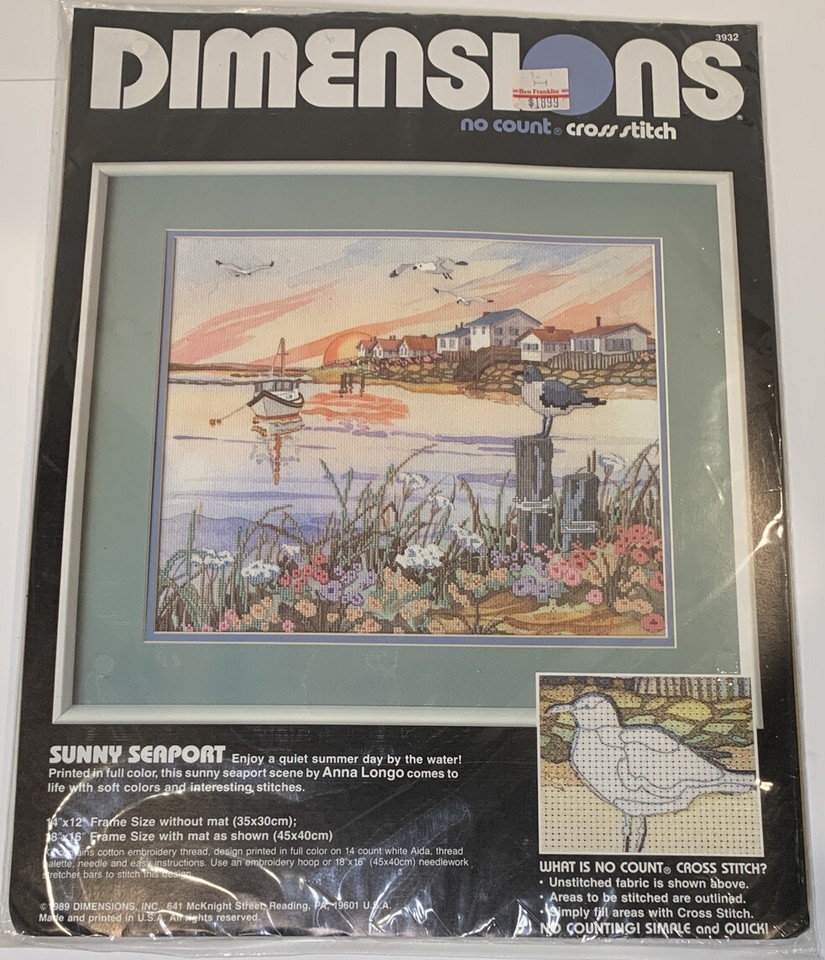 3932
DIMENSIONS®
Ben Franklin
$1899
no count® cross stitch
SUNNY SEAPORT Enjoy a quiet summer day by the water!
Printed in full color, this sunny seaport scene by Anna Longo comes to
life with soft colors and interesting stitches.
14"x12" Frame Size without mat (35x30cm);
18"x16" Frame Size with mat as shown (45x40cm)
contains cotton embroidery thread, design printed in full color on 14 count white Aida, thread
palette, needle and easy instructions. Use an embroidery hoop or 18"x16" (45x40cm) needlework
stretcher bars to stitch this design.
©1989 DIMENSIONS, INC., 641 McKnight Street, Reading, PA, 19601 U.S.A.
Made and printed in U.S.A. All rights reserved.
WHAT IS NO COUNT® CROSS STITCH?
• Unstitched fabric is shown above.
• Areas to be stitched are outlined.
• Simply fill areas with Cross Stitch.
NO COUNTING! SIMPLE and QUICK!